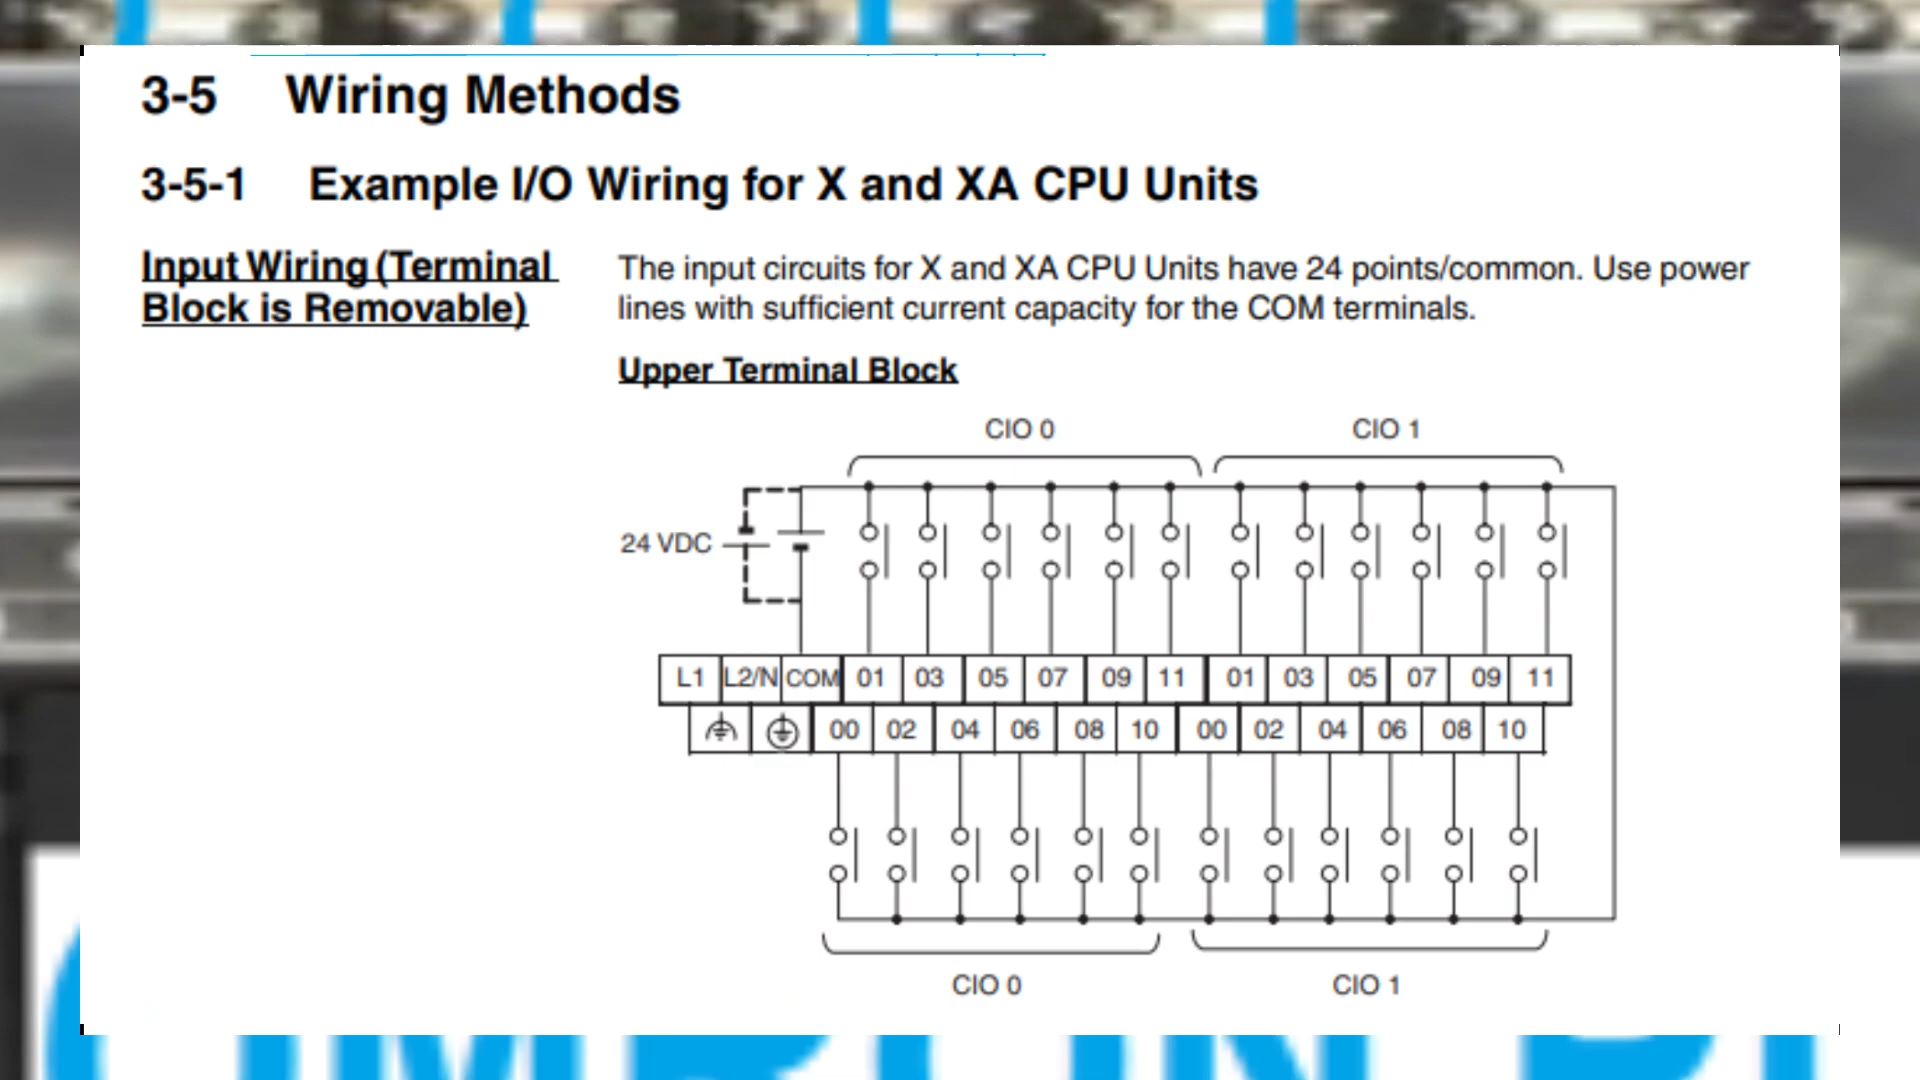 3-5 Wiring Methods
3-5-1 Example I/O Wiring for X and XA CPU Units
Input Wiring (Terminal
Block is Removable)
The input circuits for X and XA CPU Units have 24 points/common. Use power
lines with sufficient current capacity for the COM terminals.
Upper Terminal Block
CIO 0 CIO 1
24 VDC
L1 L2/N COM 01 03 05 07 09 11 01 03 05 07 09 11
00 02 04 06 08 10 00 02 04 06 08 10
CIO 0 CIO 1